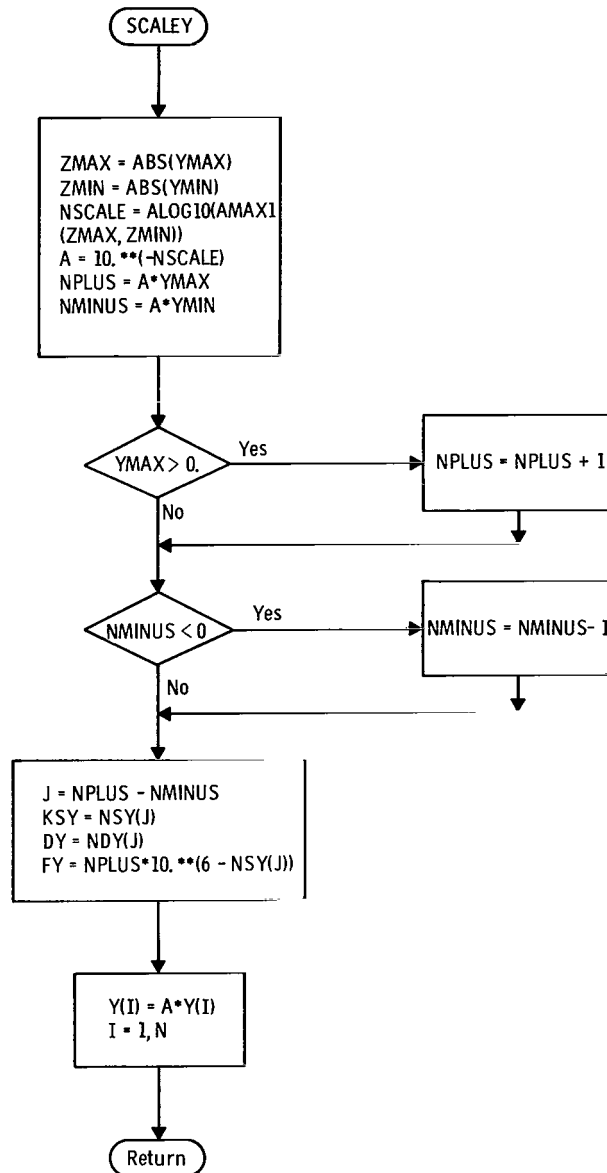 SCALEY
ZMAX = ABS(YMAX)
ZMIN = ABS(YMIN)
NSCALE = ALOG10(AMAX1
(ZMAX, ZMIN))
A = 10. **(-NSCALE)
NPLUS = A*YMAX
NMINUS = A*YMIN
YMAX > 0.
Yes
NPLUS = NPLUS + I
No
NMINUS < 0
Yes
NMINUS = NMINUS- I
No
J = NPLUS - NMINUS
KSY = NSY(J)
DY = NDY(J)
FY = NPLUS*10. **(6 - NSY(J))
Y(I) = A*Y(I)
I = 1, N
Return